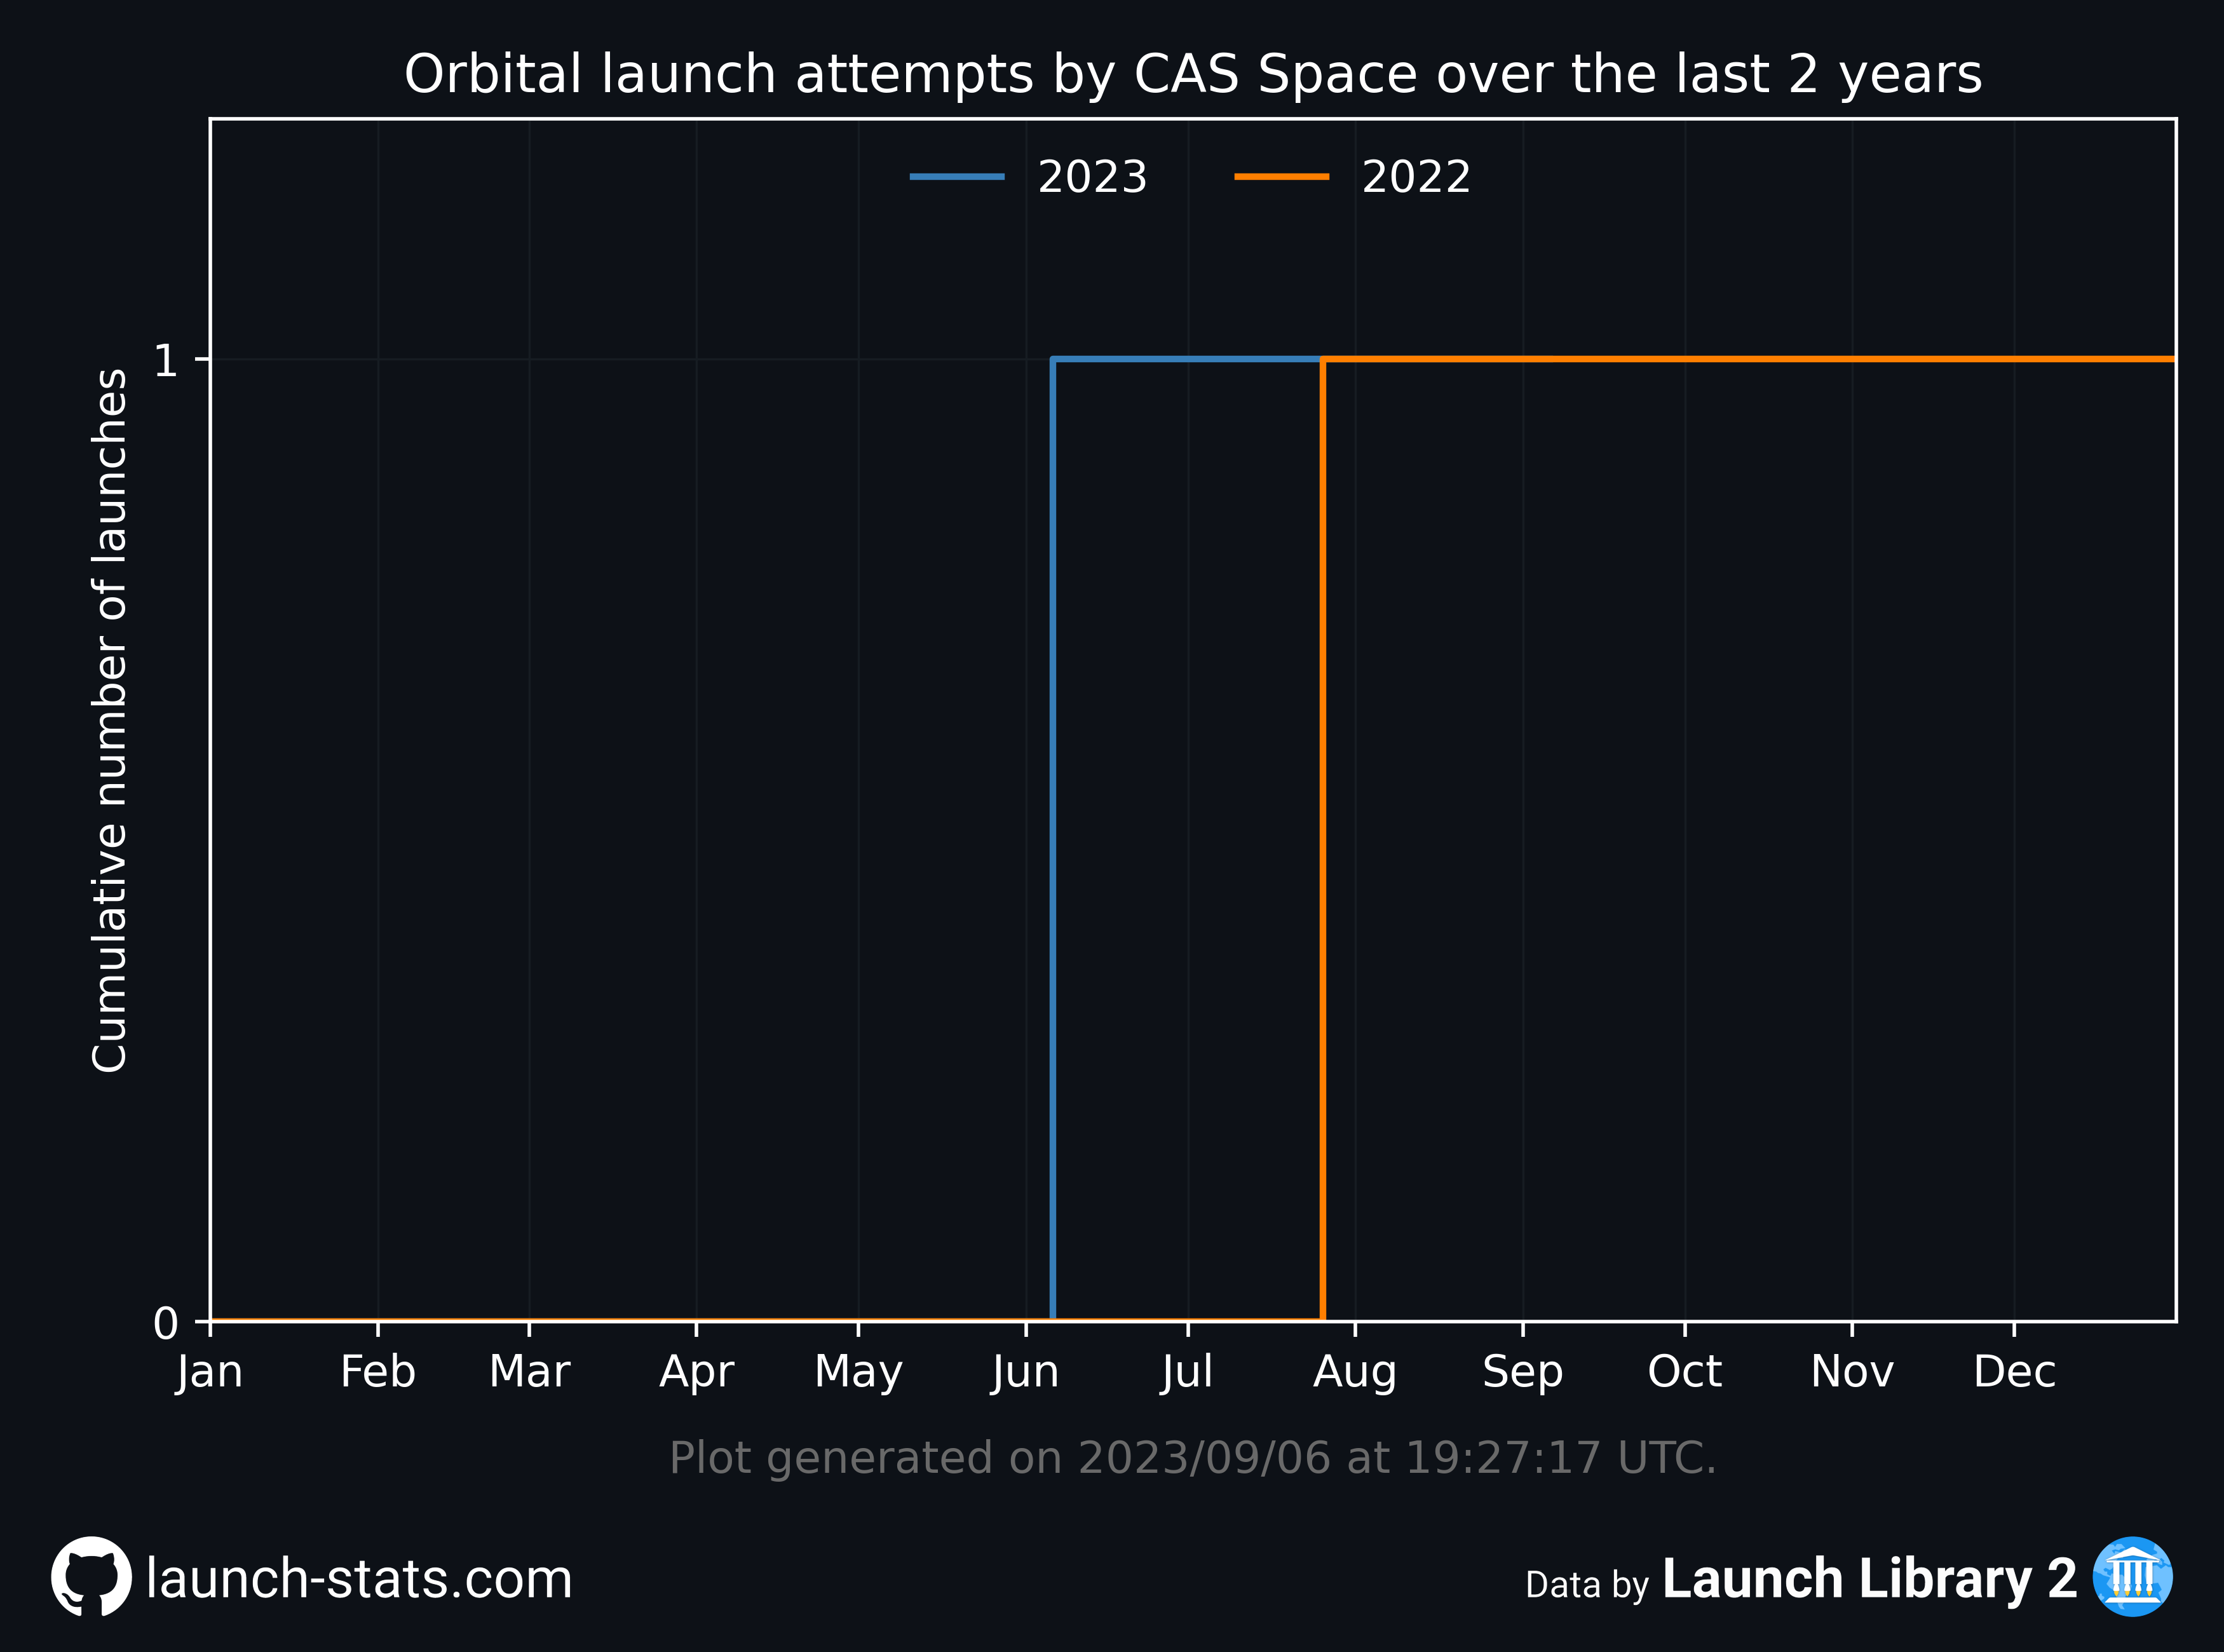 Orbital launch attempts by CAS Space over the last 2 years
2023 2022
Cumulative number of launches
1
0
Jan Feb Mar Apr May Jun Jul Aug Sep Oct Nov Dec
Plot generated on 2023/09/06 at 19:27:17 UTC.
launch-stats.com
Data by Launch Library 2